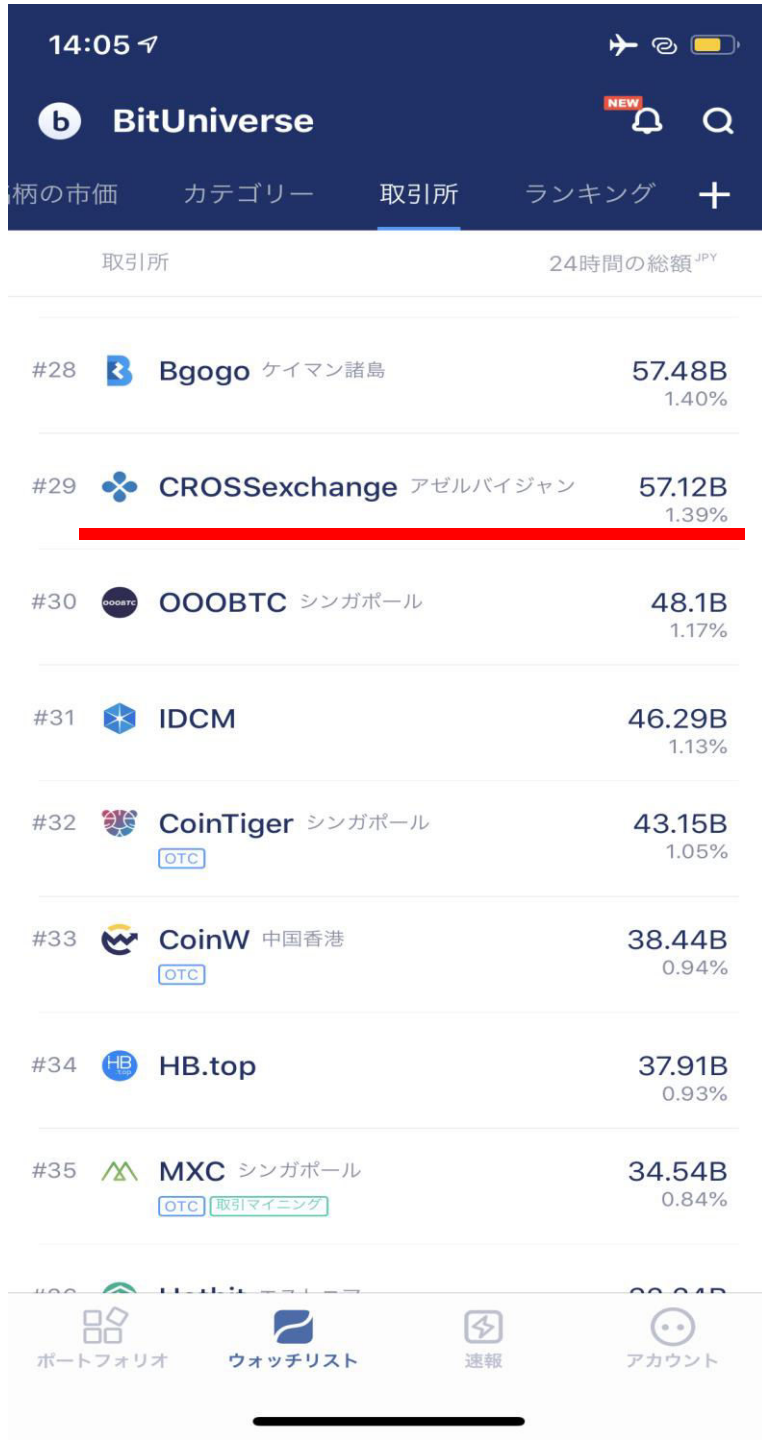 14:05
b BitUniverse NEW
柄の市価 カテゴリー 取引所 ランキング
取引所 24時間の総額 JPY
#28 Bgogo ケイマン諸島 57.48B
1.40%
#29 CROSSexchange アゼルバイジャン 57.12B
1.39%
#30 OOOBTC OOOBTC シンガポール 48.1B
1.17%
#31 IDCM 46.29B
1.13%
#32 CoinTiger シンガポール 43.15B
OTC 1.05%
#33 CoinW 中国香港 38.44B
OTC 0.94%
#34 HB.top HB.top 37.91B
0.93%
#35 MXC シンガポール 34.54B
OTC 取引マイニング 0.84%
ポートフォリオ ウォッチリスト 速報 アカウント